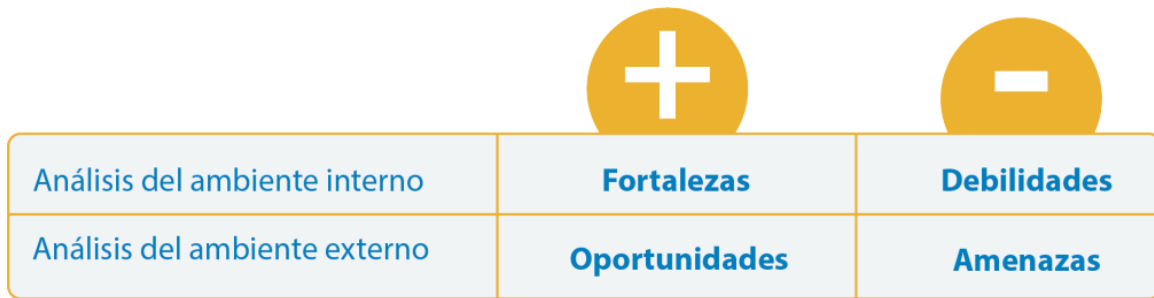 + -
Análisis del ambiente interno Fortalezas Debilidades
Análisis del ambiente externo Oportunidades Amenazas